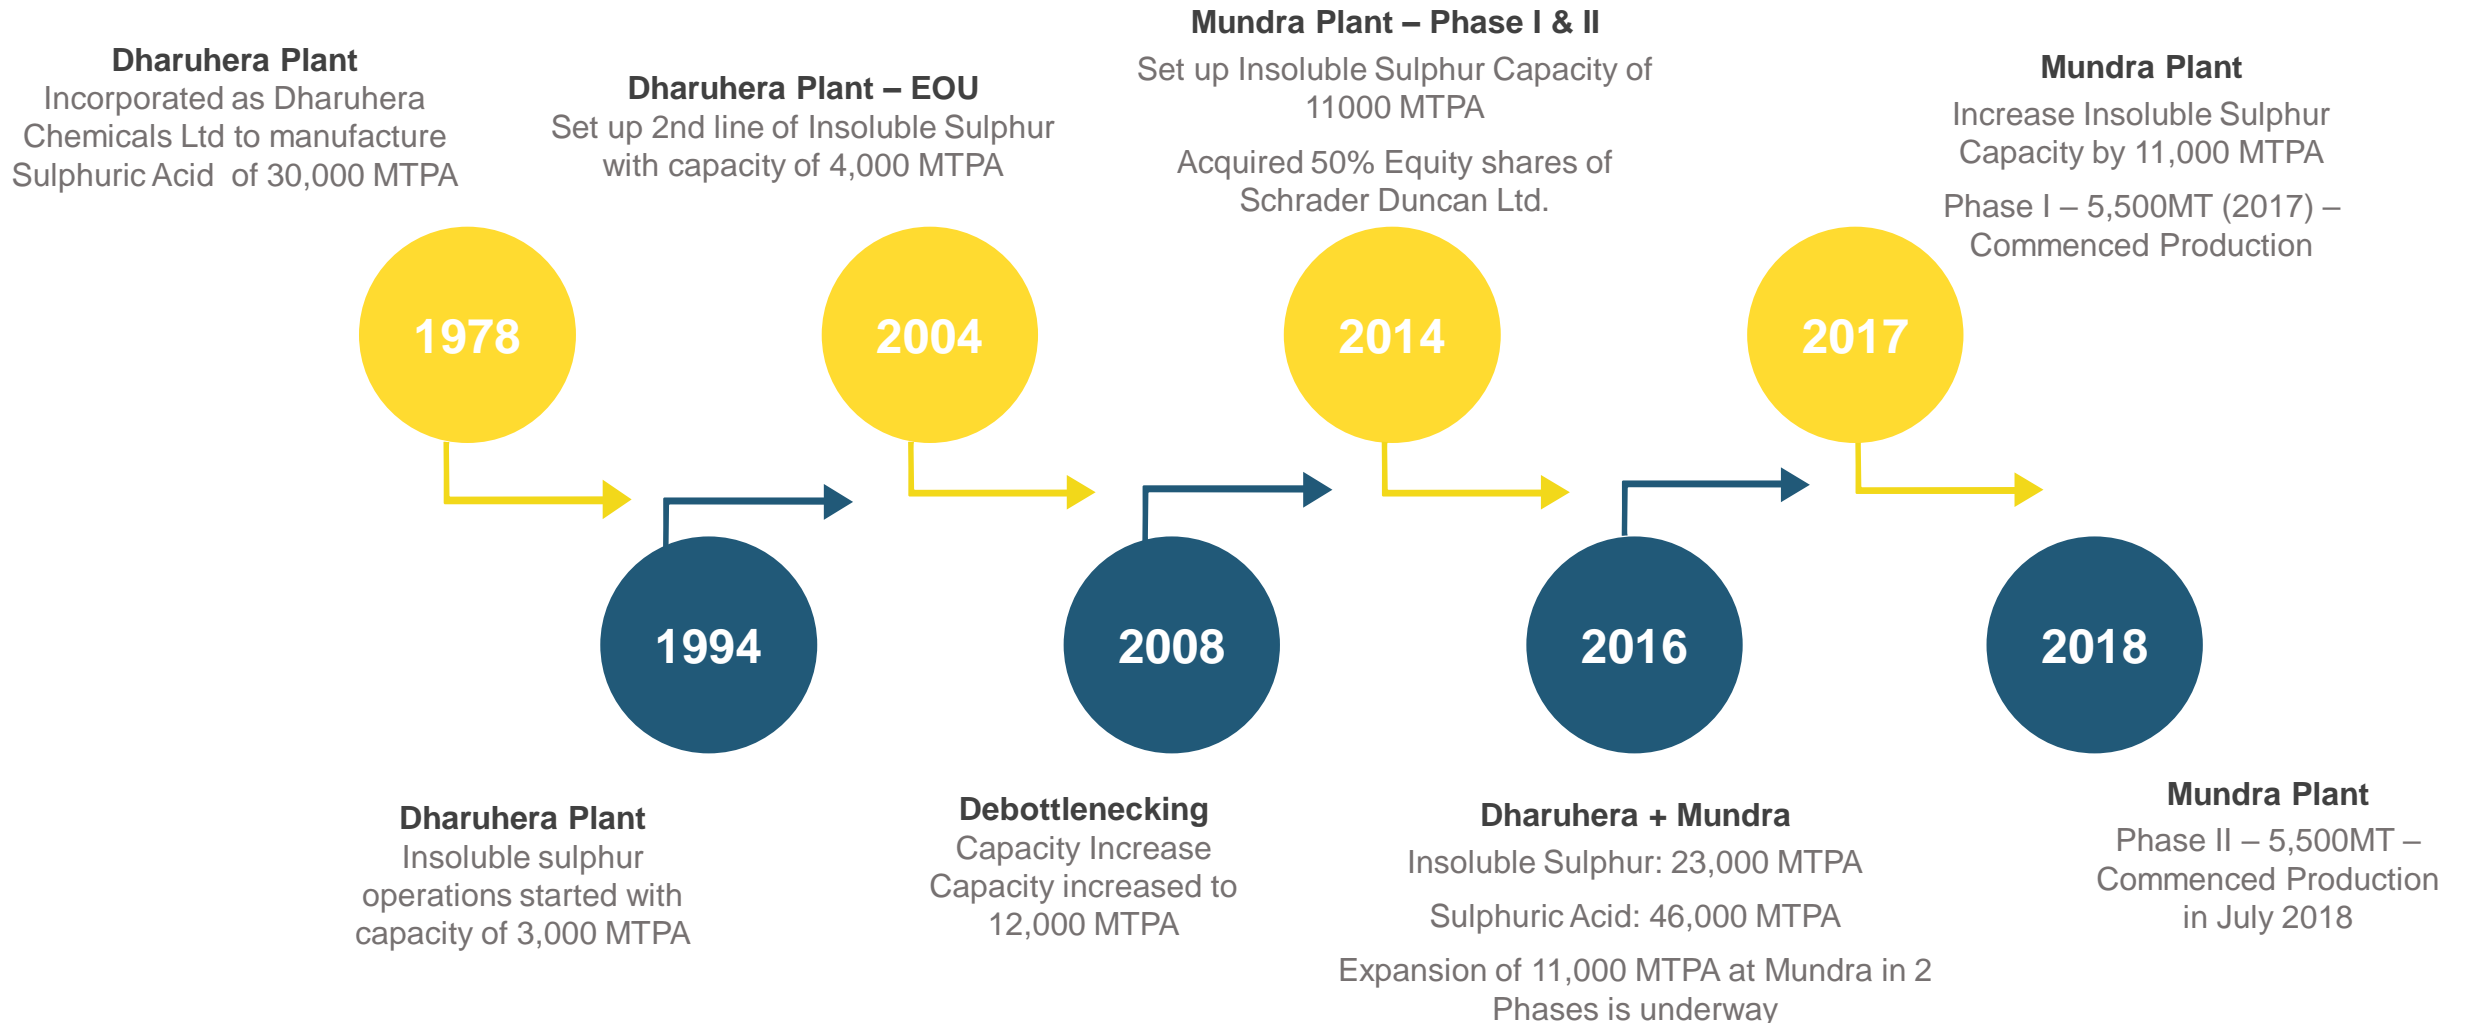 Dharuhera Plant
Incorporated as Dharuhera
Chemicals Ltd to manufacture
Sulphuric Acid of 30,000 MTPA
1978
Dharuhera Plant
Insoluble sulphur
operations started with
capacity of 3,000 MTPA
1994
Dharuhera Plant – EOU
Set up 2nd line of Insoluble Sulphur
with capacity of 4,000 MTPA
2004
Debottlenecking
Capacity Increase
Capacity increased to
12,000 MTPA
2008
Mundra Plant – Phase I & II
Set up Insoluble Sulphur Capacity of
11000 MTPA
Acquired 50% Equity shares of
Schrader Duncan Ltd.
2014
Dharuhera + Mundra
Insoluble Sulphur: 23,000 MTPA
Sulphuric Acid: 46,000 MTPA
Expansion of 11,000 MTPA at Mundra in 2
Phases is underway
2016
Mundra Plant
Increase Insoluble Sulphur
Capacity by 11,000 MTPA
Phase I – 5,500MT (2017) –
Commenced Production
2017
Mundra Plant
Phase II – 5,500MT –
Commenced Production
in July 2018
2018